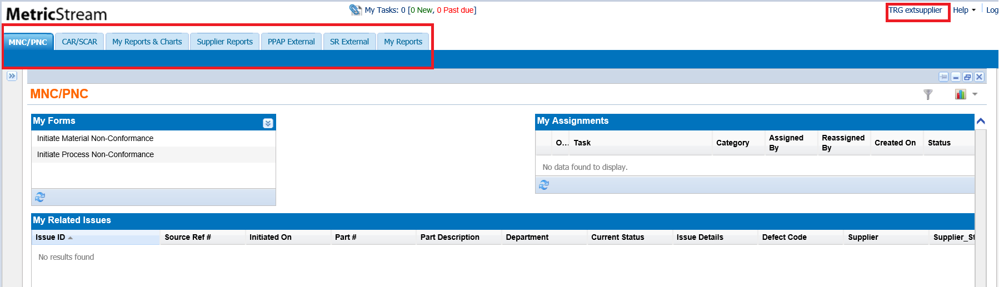 MetricStream
My Tasks: 0 [0 New, 0 Past due]
TRG extsupplier Help
MNC/PNC CAR/SCAR My Reports & Charts Supplier Reports PPAP External SR External My Reports
MNC/PNC
My Forms
Initiate Material Non-Conformance
Initiate Process Non-Conformance
My Assignments
O... Task Category Assigned By Reassigned By Created On Status
No data found to display.
My Related Issues
Issue ID Source Ref # Initiated On Part # Part Description Department Current Status Issue Details Defect Code Supplier
No results found